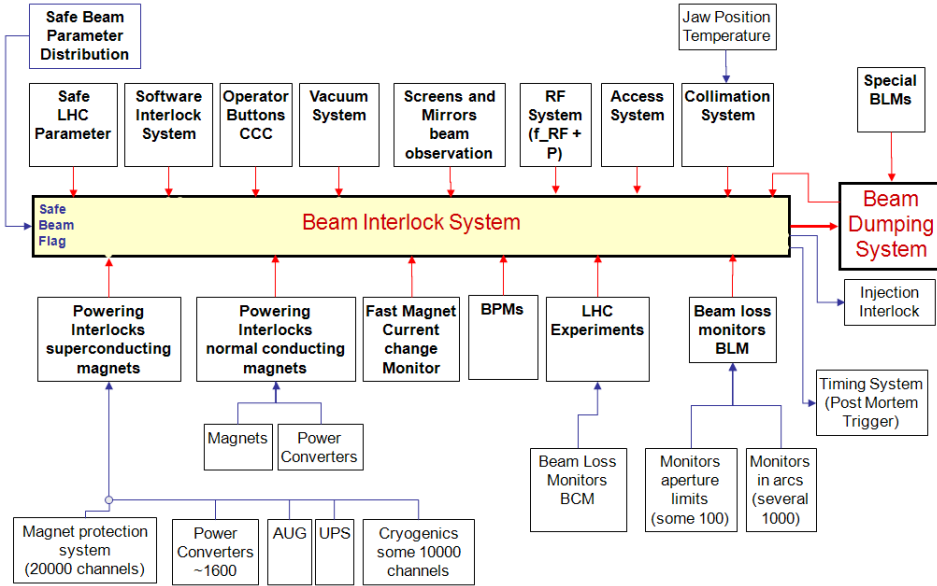 Safe Beam
Parameter
Distribution
Jaw Position
Temperature
Safe
LHC
Parameter
Software
Interlock
System
Operator
Buttons
CCC
Vacuum
System
Screens and
Mirrors
beam
observation
RF
System
(f_RF +
P)
Access
System
Collimation
System
Special
BLMs
Safe
Beam
Flag
Beam Interlock System
Beam
Dumping
System
Injection
Interlock
Powering
Interlocks
superconducting
magnets
Powering
Interlocks
normal conducting
magnets
Fast Magnet
Current
change
Monitor
BPMs
LHC
Experiments
Beam loss
monitors
BLM
Timing System
(Post Mortem
Trigger)
Magnets
Power
Converters
Beam Loss
Monitors
BCM
Monitors
aperture
limits
(some 100)
Monitors
in arcs
(several
1000)
Magnet protection
system
(20000 channels)
Power
Converters
~1600
AUG
UPS
Cryogenics
some 10000
channels